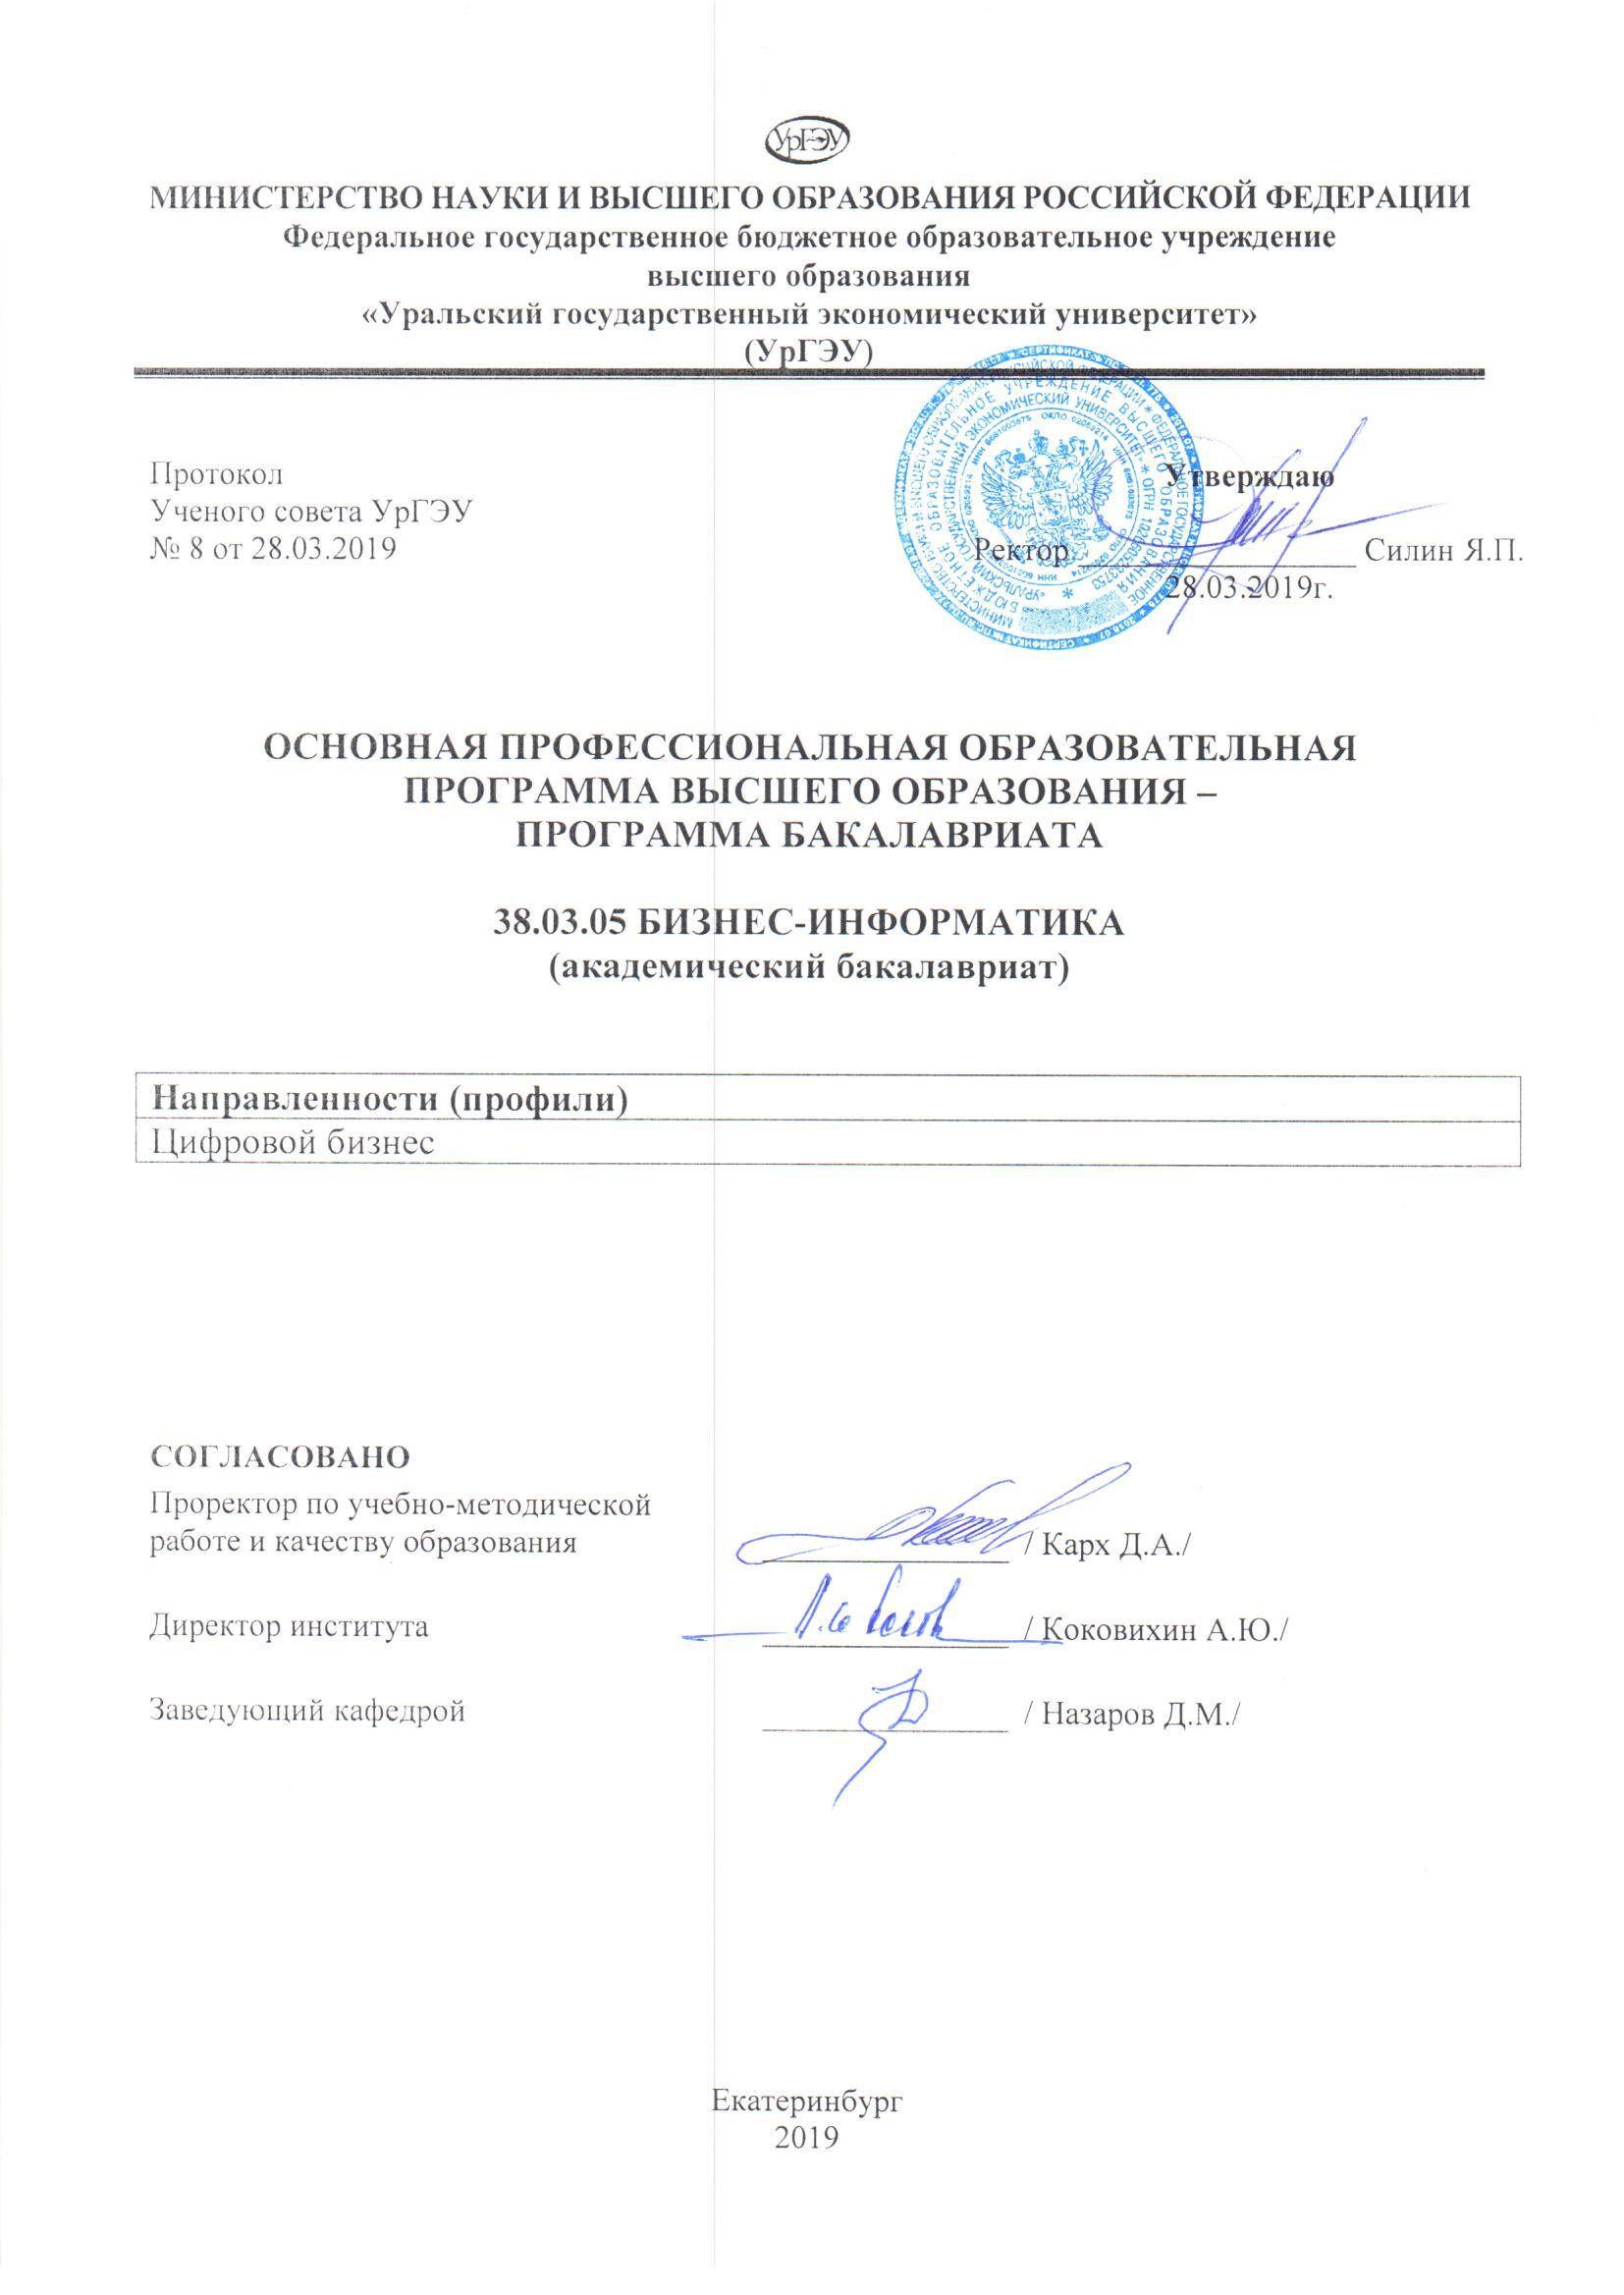 УрГЭУ
МИНИСТЕРСТВО НАУКИ И ВЫСШЕГО ОБРАЗОВАНИЯ РОССИЙСКОЙ ФЕДЕРАЦИИ
Федеральное государственное бюджетное образовательное учреждение
высшего образования
«Уральский государственный экономический университет»
(УрГЭУ)
Протокол
Ученого совета УрГЭУ
№ 8 от 28.03.2019
Утверждаю
Ректор Силин Я.П.
28.03.2019г.
ОСНОВНАЯ ПРОФЕССИОНАЛЬНАЯ ОБРАЗОВАТЕЛЬНАЯ
ПРОГРАММА ВЫСШЕГО ОБРАЗОВАНИЯ –
ПРОГРАММА БАКАЛАВРИАТА
38.03.05 БИЗНЕС-ИНФОРМАТИКА
(академический бакалавриат)
Направленности (профили)
Цифровой бизнес
СОГЛАСОВАНО
Проректор по учебно-методической
работе и качеству образования / Карх Д.А./
Директор института / Коковихин А.Ю./
Заведующий кафедрой / Назаров Д.М./
Екатеринбург
2019